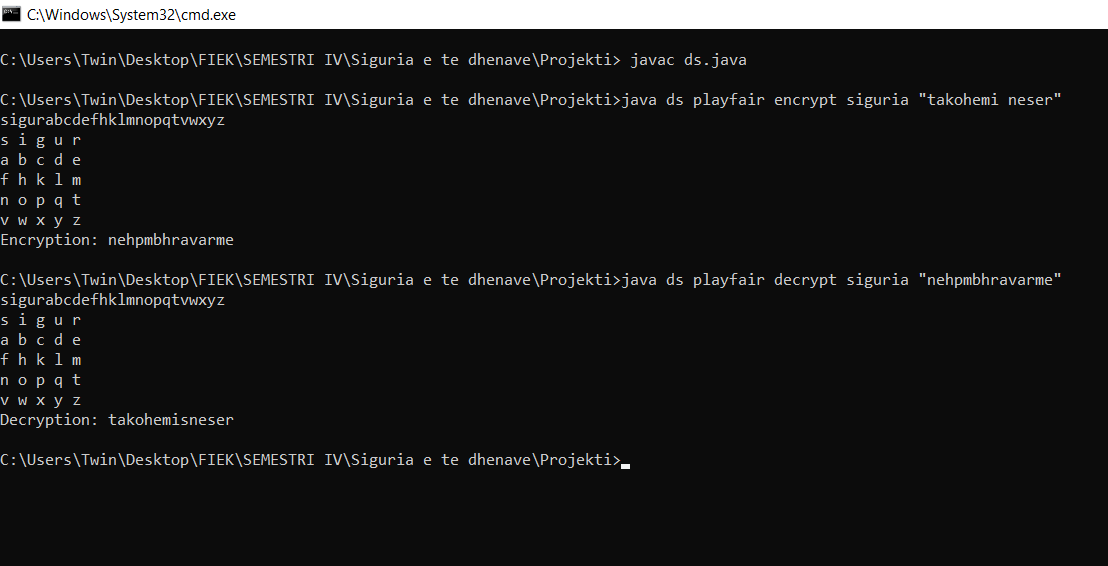 C:\Windows\System32\cmd.exe
C:\Users\Twin\Desktop\FIEK\SEMESTRI IV\Siguria e te dhenave\Projekti> javac ds.java
C:\Users\Twin\Desktop\FIEK\SEMESTRI IV\Siguria e te dhenave\Projekti>java ds playfair encrypt siguria "takohemi neser"
sigurabcdefhklmnopqtvwxyz
s i g u r
a b c d e
f h k l m
n o p q t
v w x y z
Encryption: nehpmbhravarme
C:\Users\Twin\Desktop\FIEK\SEMESTRI IV\Siguria e te dhenave\Projekti>java ds playfair decrypt siguria "nehpmbhravarme"
sigurabcdefhklmnopqtvwxyz
s i g u r
a b c d e
f h k l m
n o p q t
v w x y z
Decryption: takohemisneser
C:\Users\Twin\Desktop\FIEK\SEMESTRI IV\Siguria e te dhenave\Projekti>